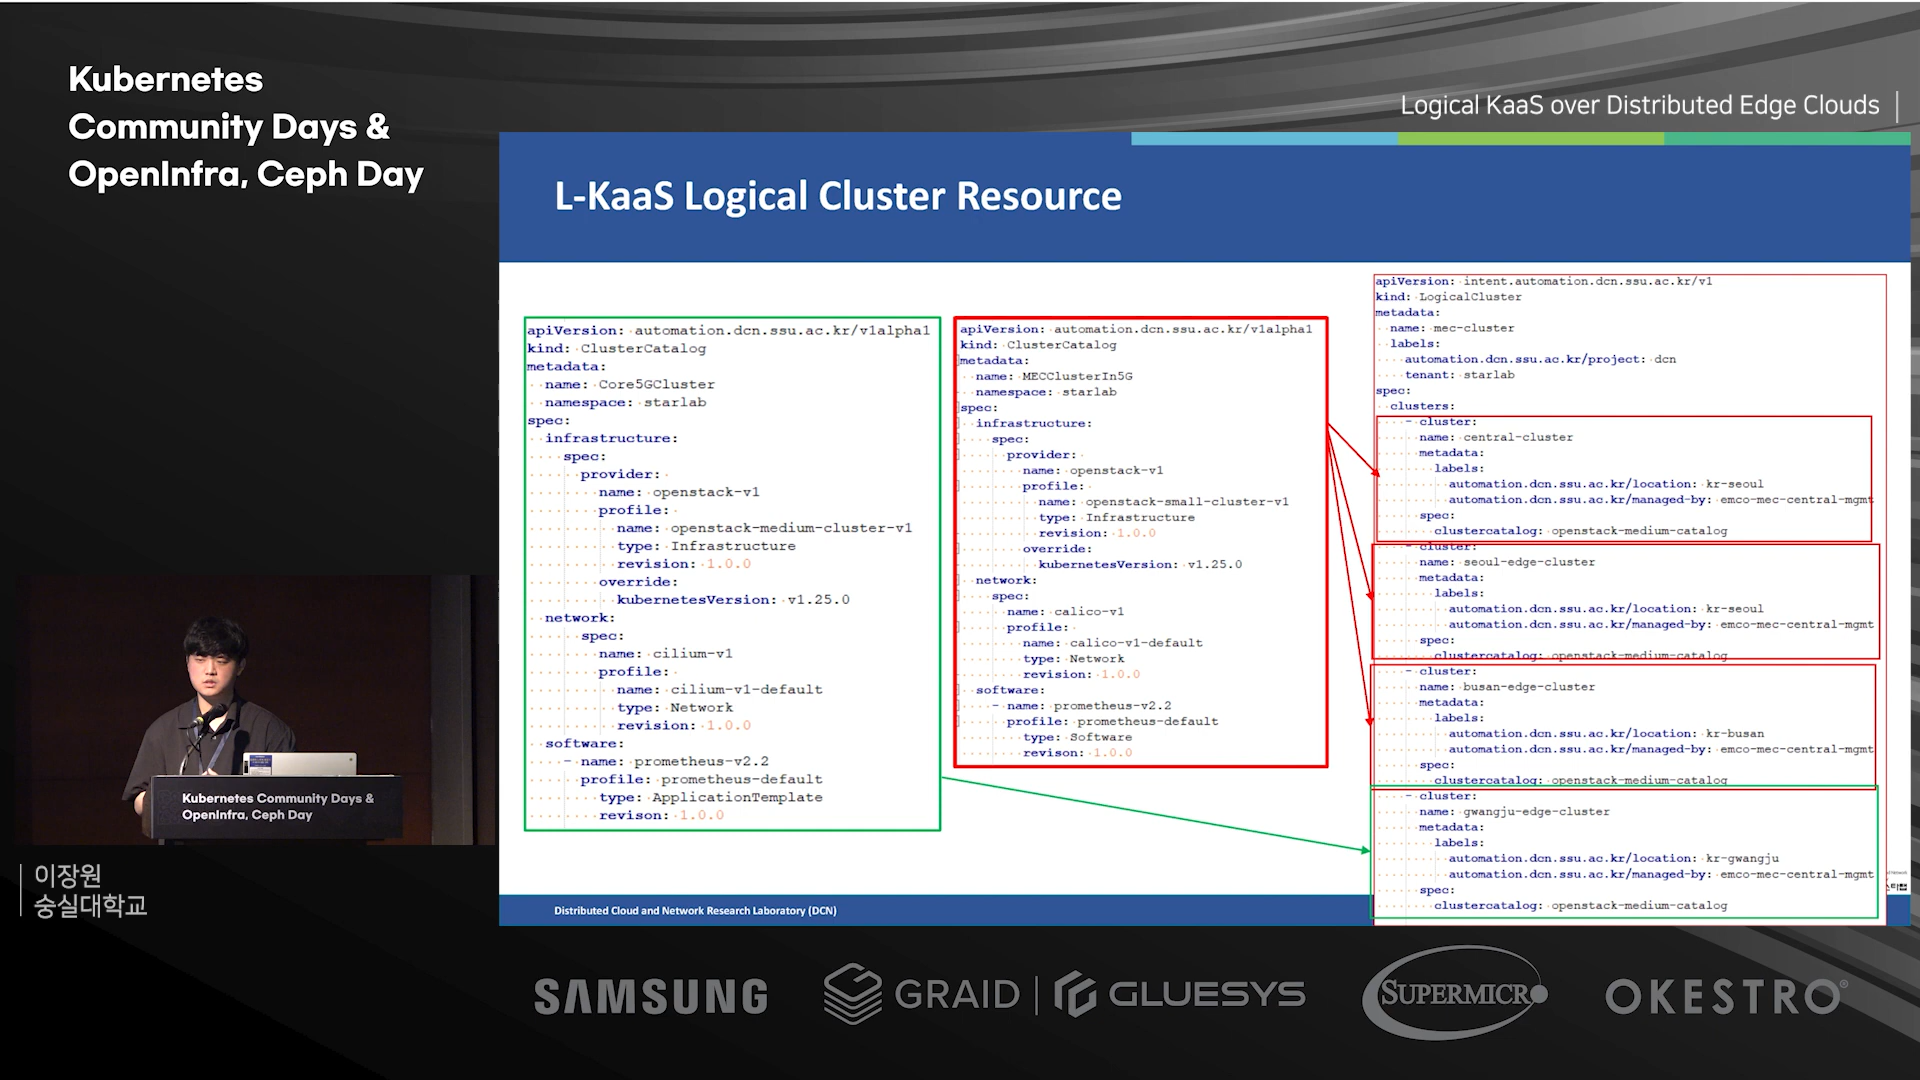 Kubernetes
Community Days &
OpenInfra, Ceph Day
Logical KaaS over Distributed Edge Clouds
L-KaaS Logical Cluster Resource
apiVersion: automation.dcn.ssu.ac.kr/v1alpha1
kind: ClusterCatalog
metadata:
name: Core5GCluster
namespace: starlab
spec:
infrastructure:
spec:
provider:
name: openstack-v1
profile:
name: openstack-medium-cluster-v1
type: Infrastructure
revision: 1.0.0
override:
kubernetesVersion: v1.25.0
network:
spec:
name: cilium-v1
profile:
name: cilium-v1-default
type: Network
revision: 1.0.0
software:
- name: prometheus-v2.2
profile: prometheus-default
type: ApplicationTemplate
revison: 1.0.0
apiVersion: automation.dcn.ssu.ac.kr/v1alpha1
kind: ClusterCatalog
metadata:
name: MECClusterIn5G
namespace: starlab
spec:
infrastructure:
spec:
provider:
name: openstack-v1
profile:
name: openstack-small-cluster-v1
type: Infrastructure
revision: 1.0.0
override:
kubernetesVersion: v1.25.0
network:
spec:
name: calico-v1
profile:
name: calico-v1-default
type: Network
revision: 1.0.0
software:
- name: prometheus-v2.2
profile: prometheus-default
type: Software
revison: 1.0.0
apiVersion: intent.automation.dcn.ssu.ac.kr/v1
kind: LogicalCluster
metadata:
name: mec-cluster
labels:
automation.dcn.ssu.ac.kr/project: dcn
tenant: starlab
spec:
clusters:
- cluster:
name: central-cluster
metadata:
labels:
automation.dcn.ssu.ac.kr/location: kr-seoul
automation.dcn.ssu.ac.kr/managed-by: emco-mec-central-mgmt
spec:
clustercatalog: openstack-medium-catalog
- cluster:
name: seoul-edge-cluster
metadata:
labels:
automation.dcn.ssu.ac.kr/location: kr-seoul
automation.dcn.ssu.ac.kr/managed-by: emco-mec-central-mgmt
spec:
clustercatalog: openstack-medium-catalog
- cluster:
name: busan-edge-cluster
metadata:
labels:
automation.dcn.ssu.ac.kr/location: kr-busan
automation.dcn.ssu.ac.kr/managed-by: emco-mec-central-mgmt
spec:
clustercatalog: openstack-medium-catalog
- cluster:
name: gwangju-edge-cluster
metadata:
labels:
automation.dcn.ssu.ac.kr/location: kr-gwangju
automation.dcn.ssu.ac.kr/managed-by: emco-mec-central-mgmt
spec:
clustercatalog: openstack-medium-catalog
Distributed Cloud and Network Research Laboratory (DCN)
Kubernetes Community Days &
OpenInfra, Ceph Day
이장원
숭실대학교
SAMSUNG
GRAID
GLUESYS
SUPERMICRO
OKESTRO